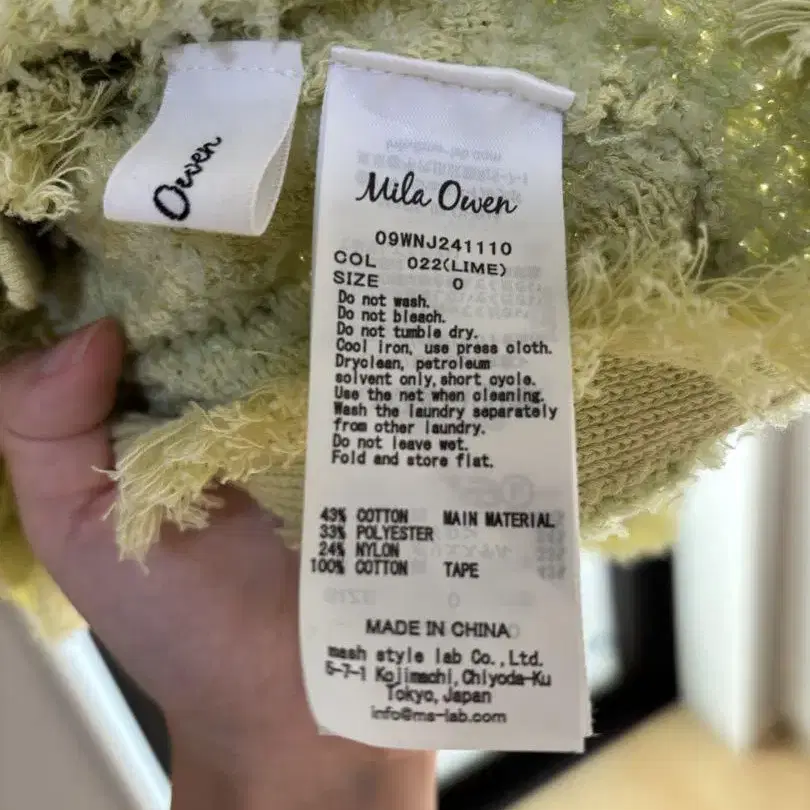 Owen
Mila Owen
09WNJ241110
COL 022(LIME)
SIZE 0
Do not wash.
Do not bleach.
Do not tumble dry.
Cool iron, use press cloth.
Dryclean, petroleum
solvent only, short cycle.
Use the net when cleaning.
Wash the laundry separately
from other laundry.
Do not leave wet.
Fold and store flat.
43% COTTON MAIN MATERIAL
33% POLYESTER
24% NYLON
100% COTTON TAPE
MADE IN CHINA
mash style lab Co., Ltd.
5-7-1 Kojimachi, Chiyoda-Ku
Tokyo, Japan
info@ms-lab.com